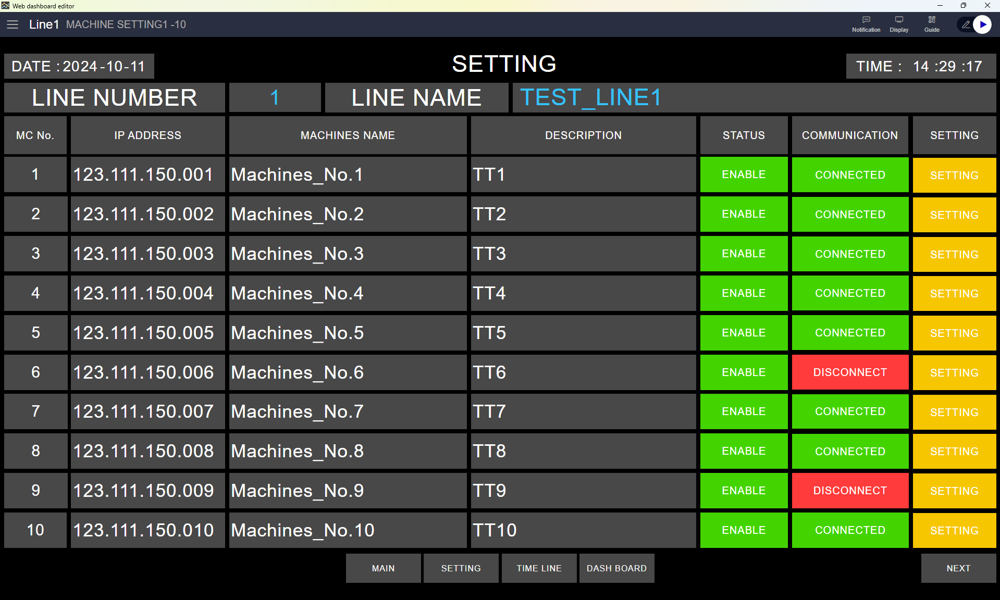 Web dashboard editor
Line1 MACHINE SETTING1 -10
Notification Display Guide
DATE :2024-10-11 SETTING TIME : 14 :29 :17
LINE NUMBER 1 LINE NAME TEST_LINE1
MC No. IP ADDRESS MACHINES NAME DESCRIPTION STATUS COMMUNICATION SETTING
1 123.111.150.001 Machines_No.1 TT1 ENABLE CONNECTED SETTING
2 123.111.150.002 Machines_No.2 TT2 ENABLE CONNECTED SETTING
3 123.111.150.003 Machines_No.3 TT3 ENABLE CONNECTED SETTING
4 123.111.150.004 Machines_No.4 TT4 ENABLE CONNECTED SETTING
5 123.111.150.005 Machines_No.5 TT5 ENABLE CONNECTED SETTING
6 123.111.150.006 Machines_No.6 TT6 ENABLE DISCONNECT SETTING
7 123.111.150.007 Machines_No.7 TT7 ENABLE CONNECTED SETTING
8 123.111.150.008 Machines_No.8 TT8 ENABLE CONNECTED SETTING
9 123.111.150.009 Machines_No.9 TT9 ENABLE DISCONNECT SETTING
10 123.111.150.010 Machines_No.10 TT10 ENABLE CONNECTED SETTING
MAIN SETTING TIME LINE DASH BOARD NEXT